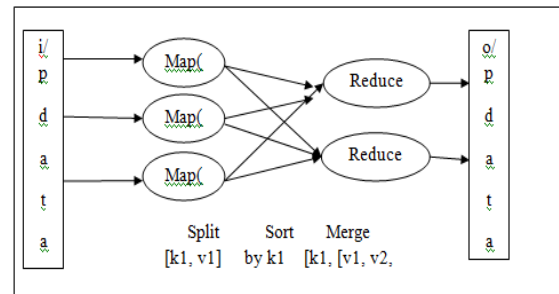 i/
p
d
a
t
a
Map(
Map(
Map(
Reduce
Reduce
o/
p
d
a
t
a
Split Sort Merge
[k1, v1] by k1 [k1, [v1, v2,